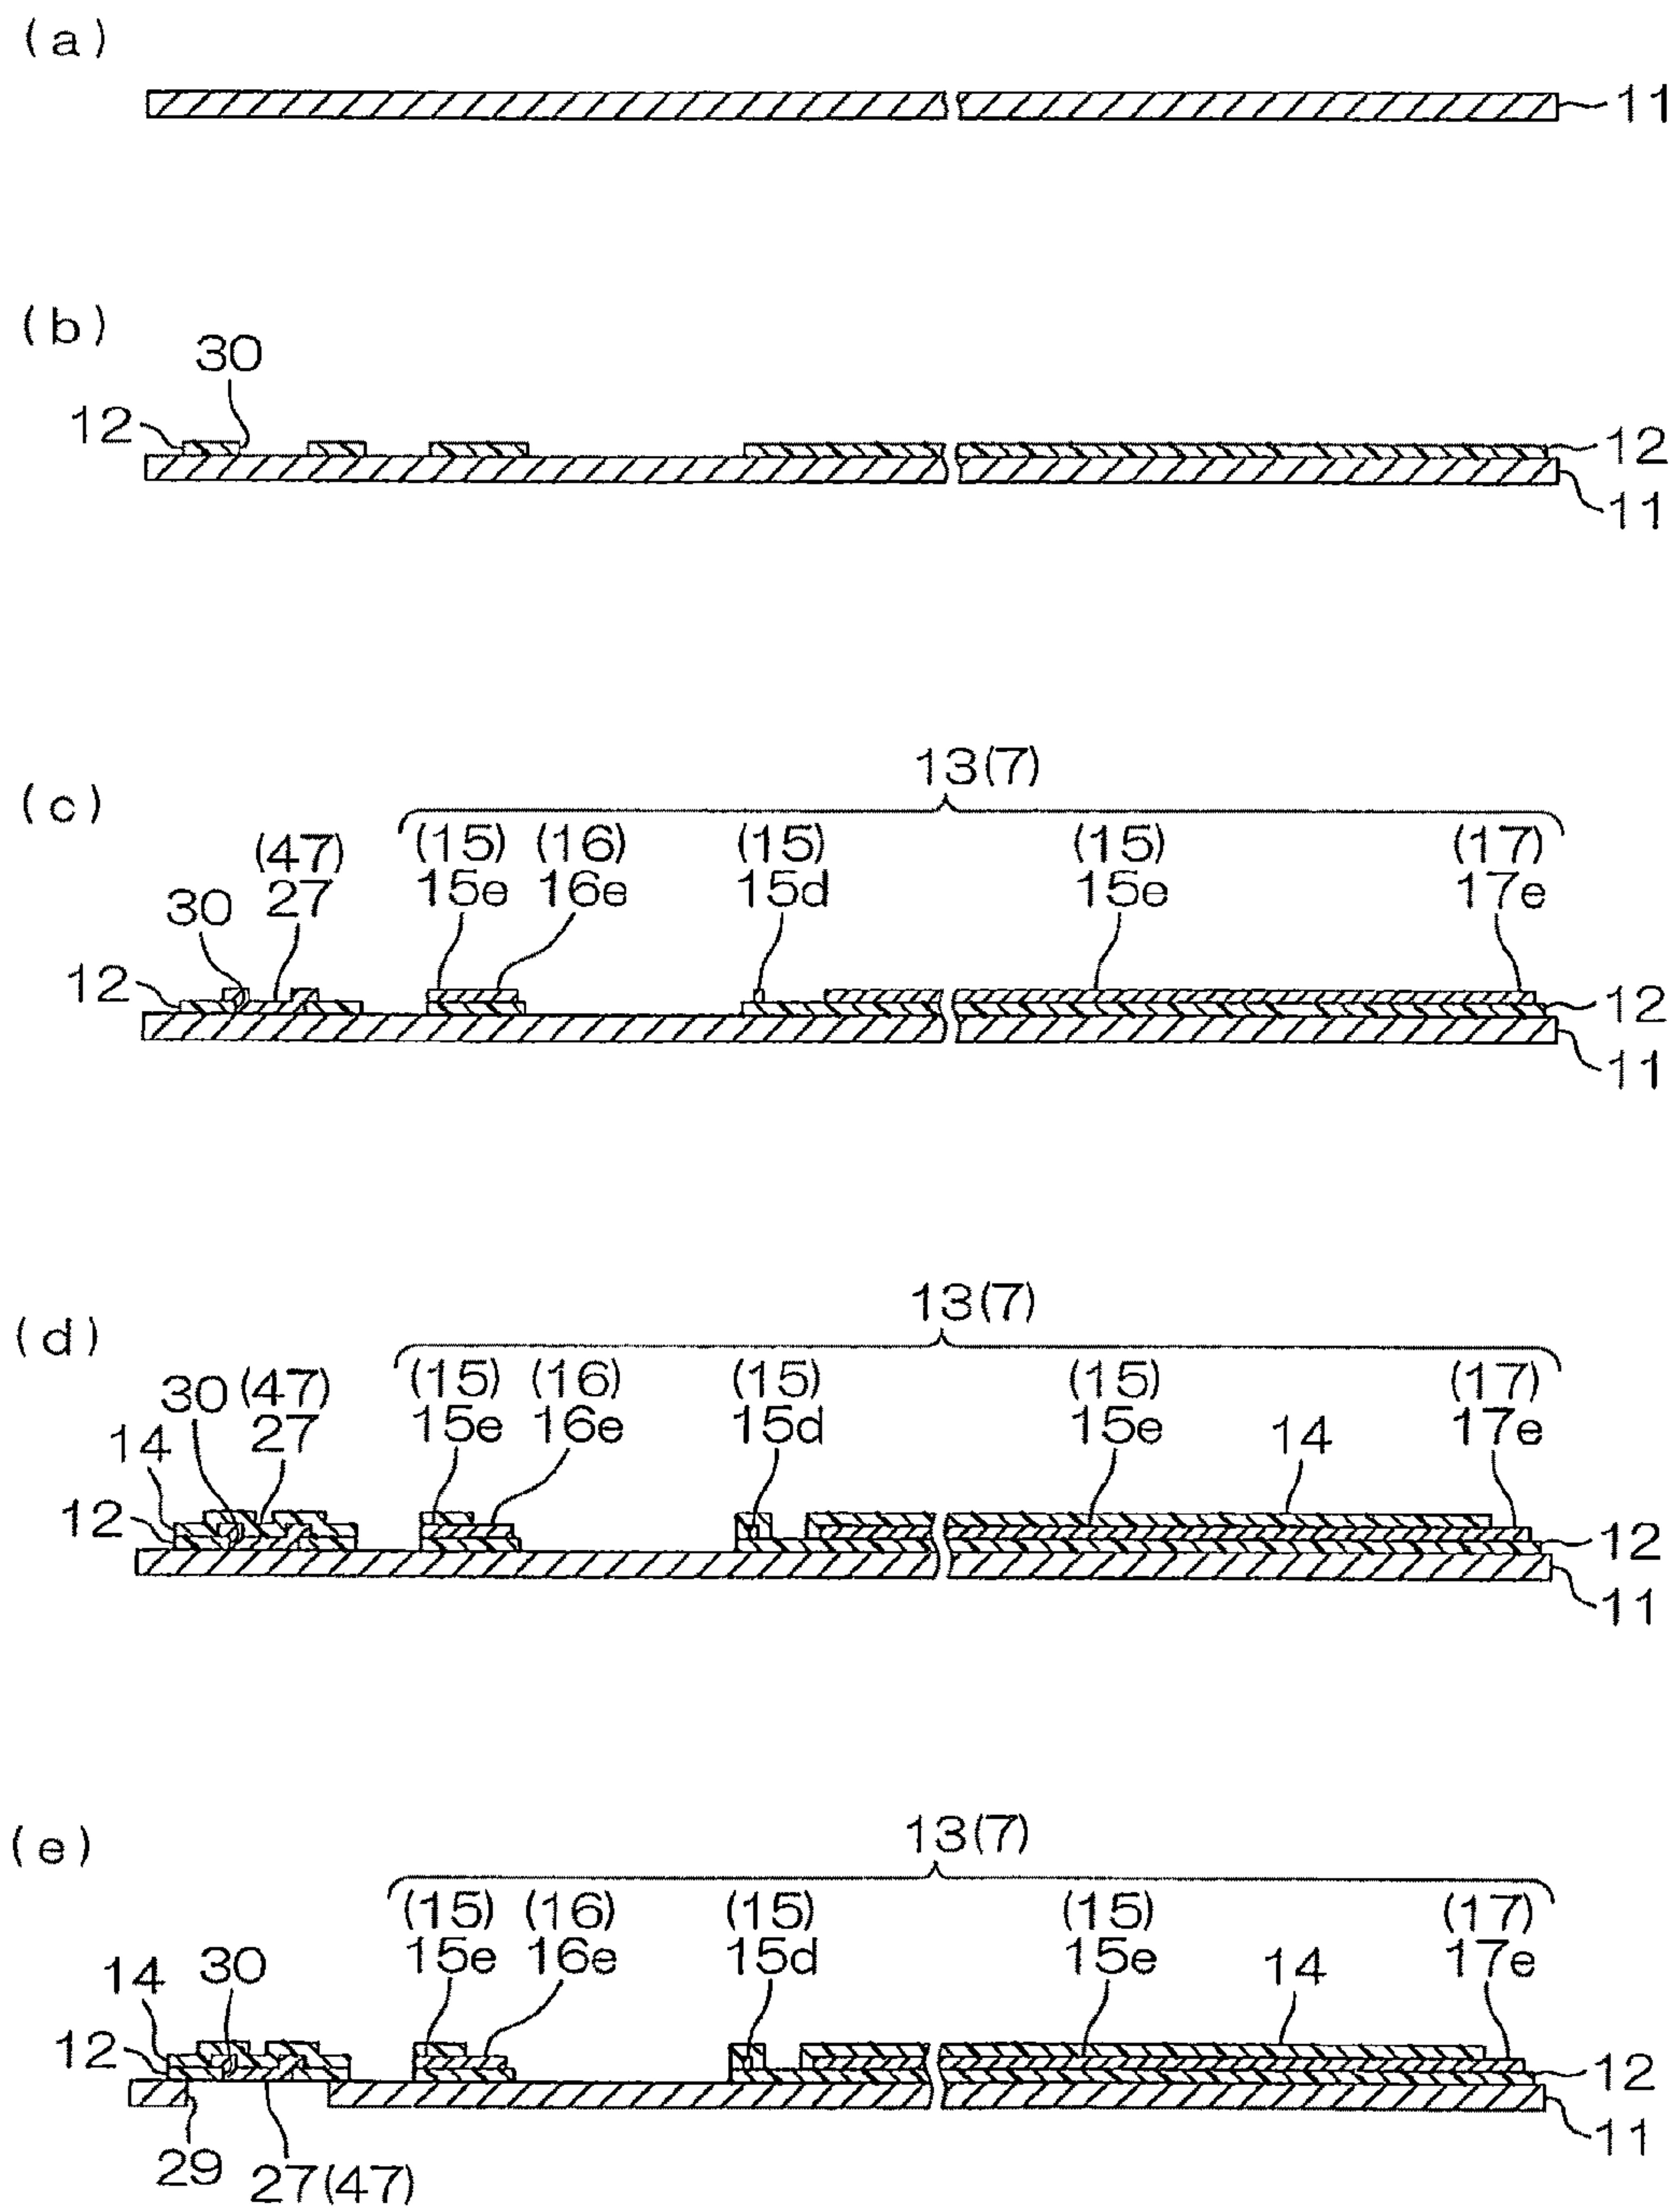 (a)
11
(b)
30
12 12
11
13(7)
(c)
(47) (15) (16) (15) (15) (17)
30 27 15e 16e 15d 15e 17e
12 12
11
13(7)
(d)
30 (47) (15) (16) (15) (15) (17)
14 27 15e 16e 15d 15e 14 17e
12 12
11
13(7)
(e)
(15) (16) (15) (15) (17)
14 30 15e 16e 15d 15e 14 17e
12 12
11
29 27(47)